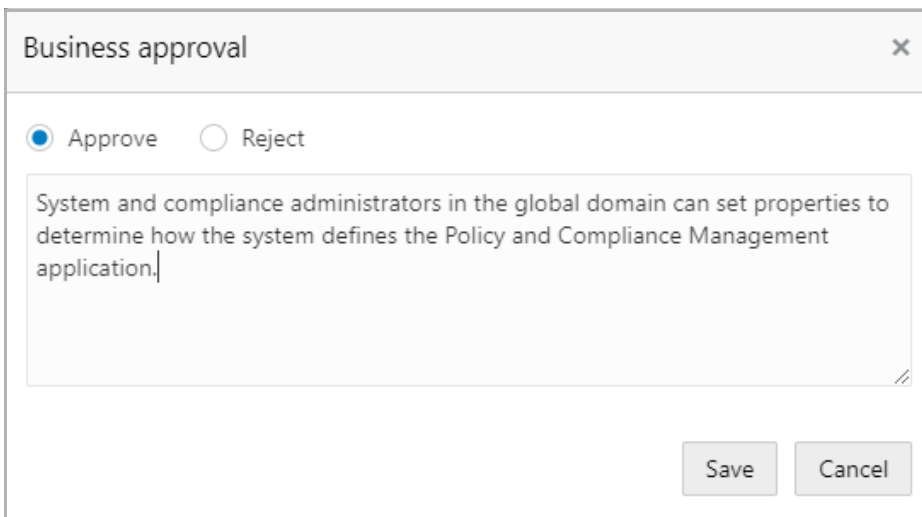 Business approval
Approve
Reject
System and compliance administrators in the global domain can set properties to
determine how the system defines the Policy and Compliance Management
application.
Save
Cancel